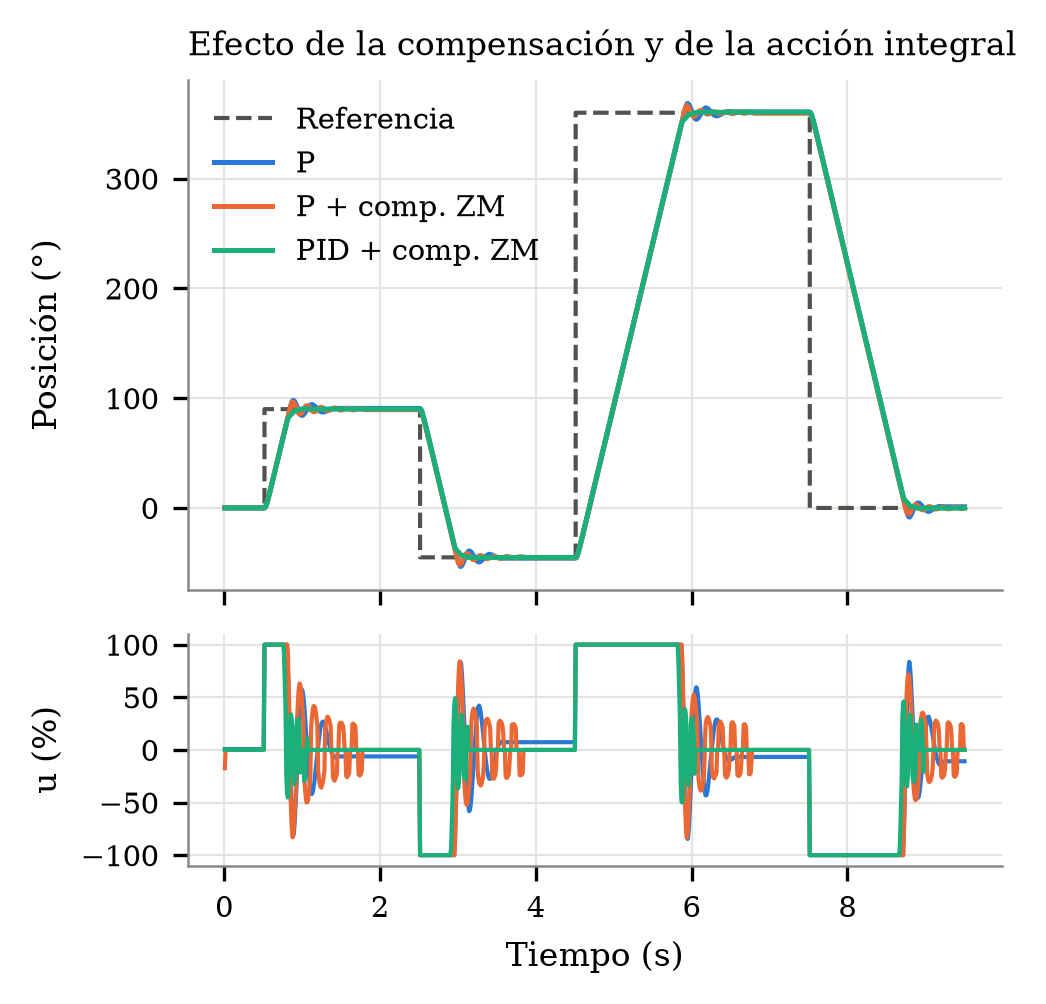 Efecto de la compensación y de la acción integral
Referencia
P
P + comp. ZM
PID + comp. ZM
Posición (°)
300
200
100
0
u (%)
100
50
0
−50
−100
0 2 4 6 8
Tiempo (s)